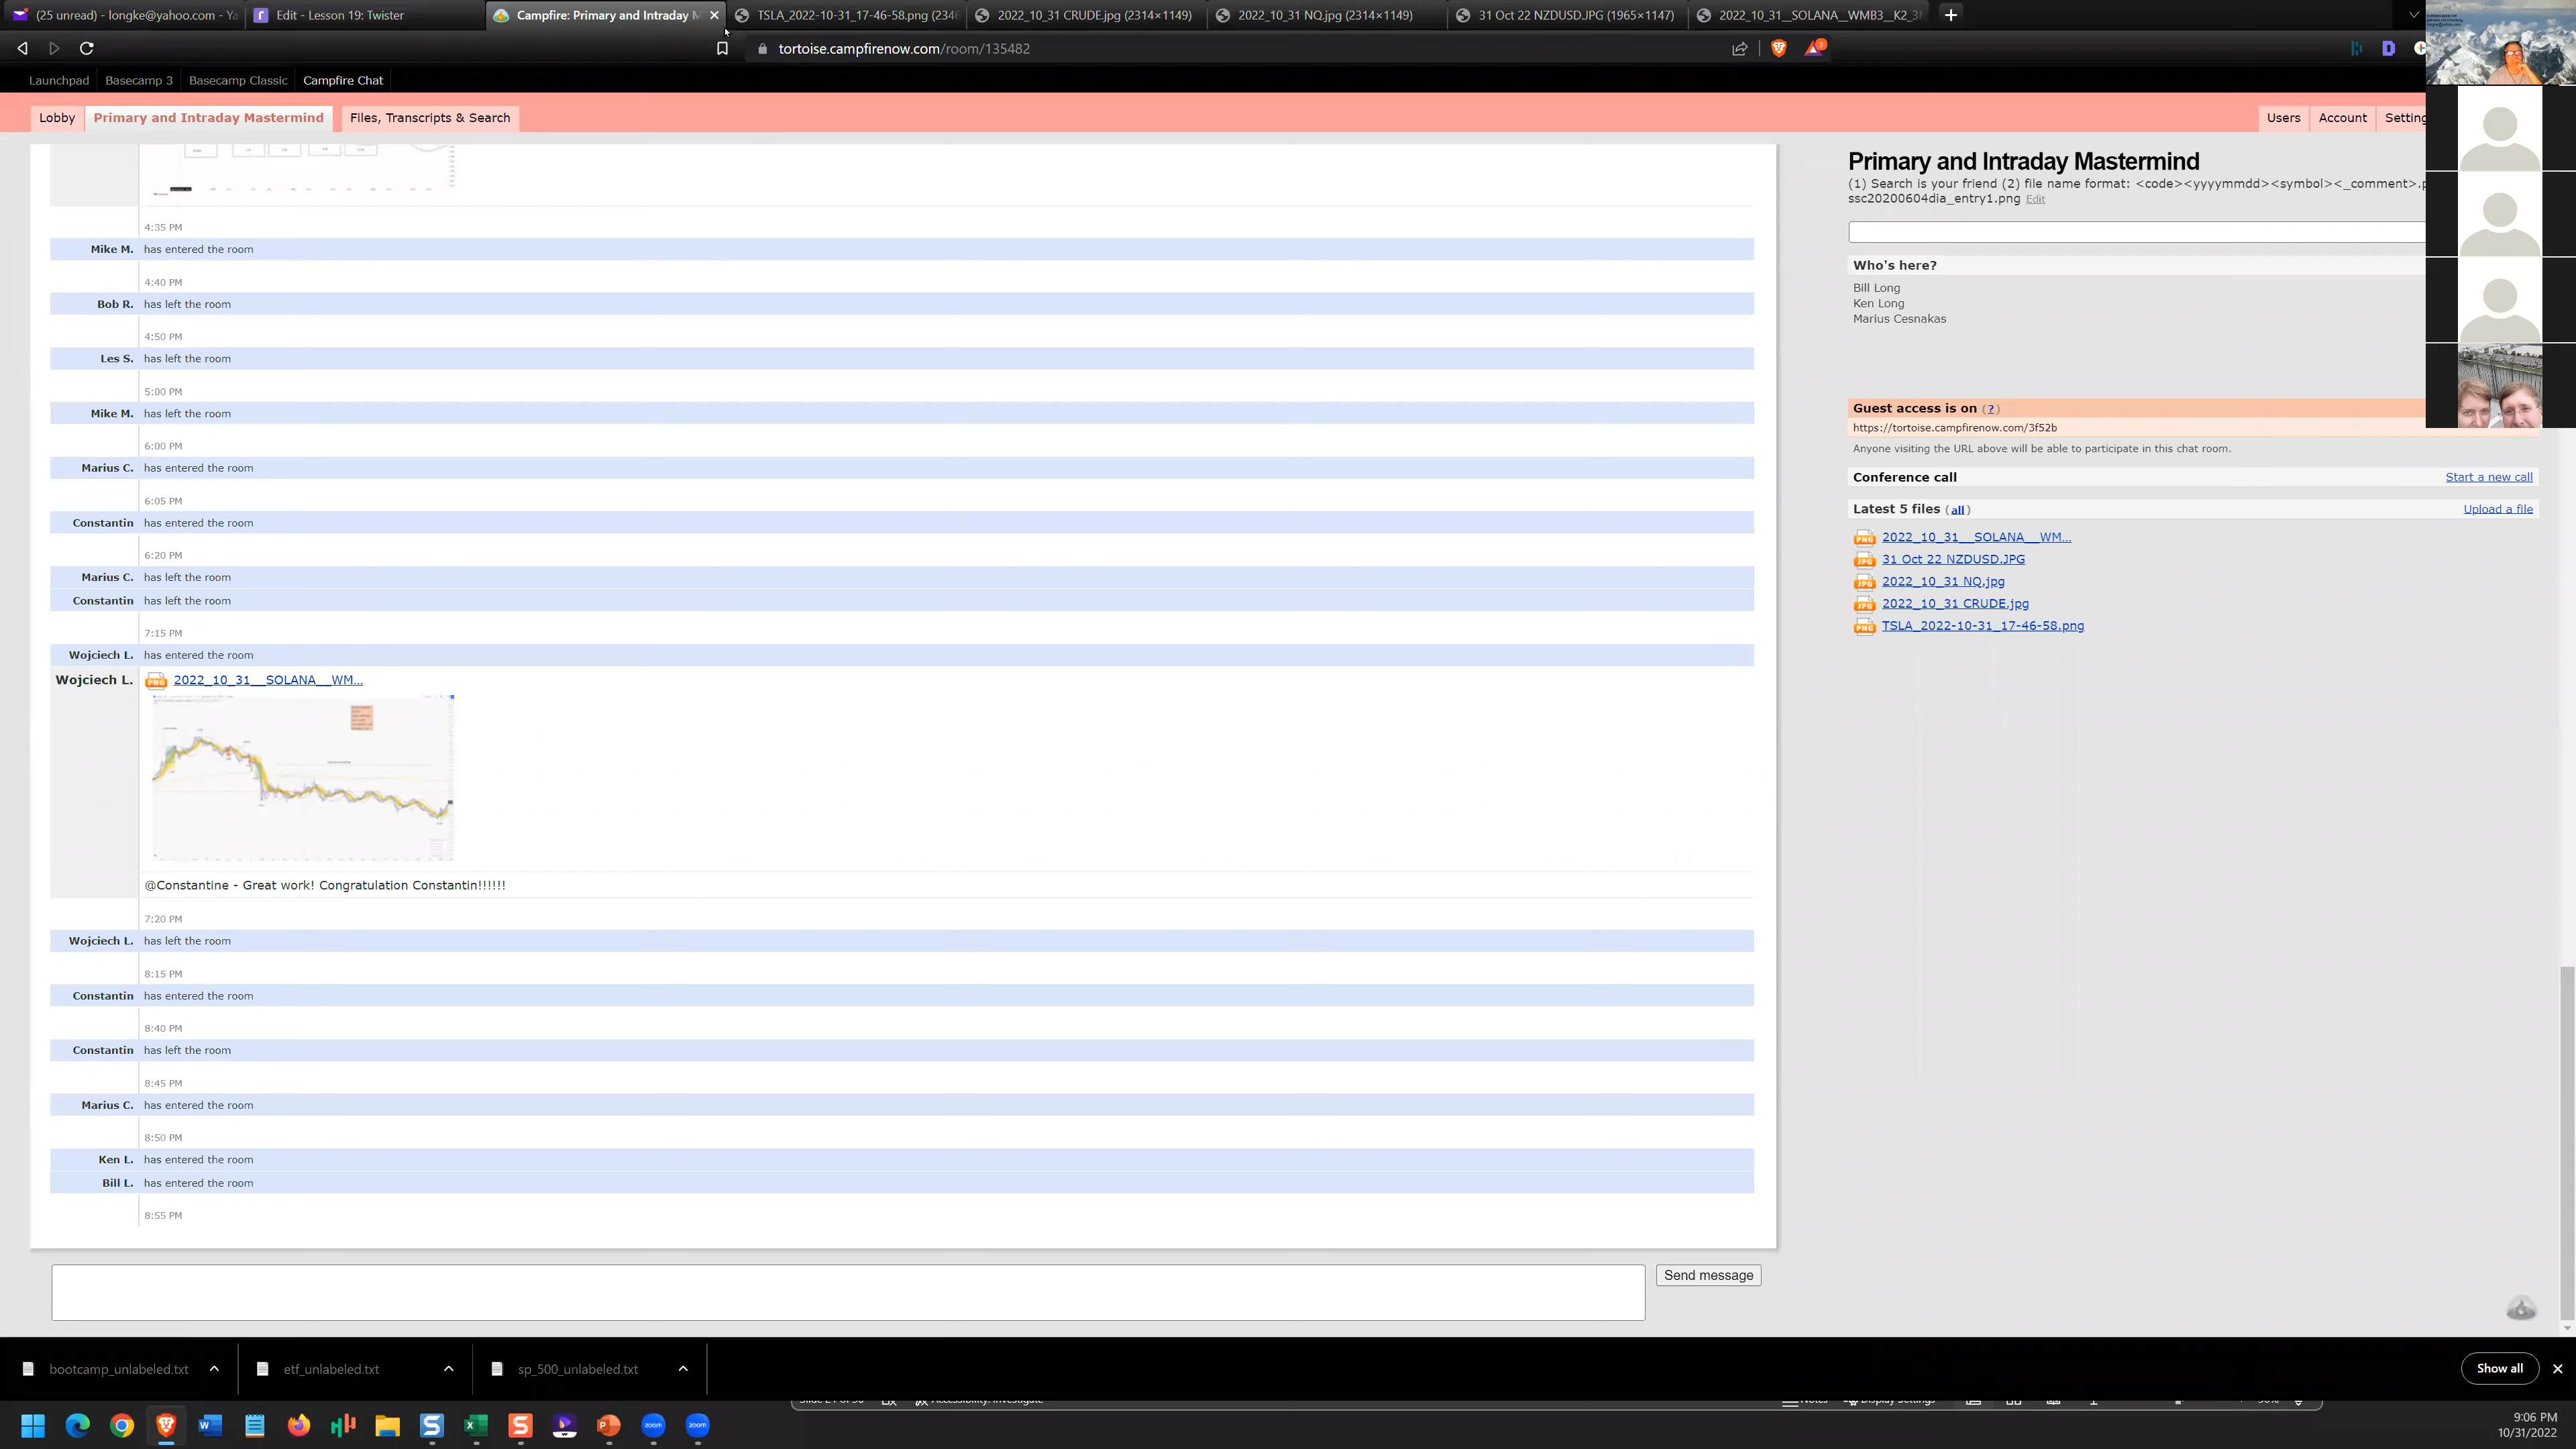 (25 unread) - longke@yahoo.com - Ya
Edit - Lesson 19: Twister
Campfire: Primary and Intraday M
TSLA_2022-10-31_17-46-58.png (2346
2022_10_31 CRUDE.jpg (2314×1149)
2022_10_31 NQ.jpg (2314×1149)
31 Oct 22 NZDUSD.JPG (1965×1147)
2022_10_31__SOLANA__WMB3__K2_3
tortoise.campfirenow.com/room/135482
Launchpad
Basecamp 3
Basecamp Classic
Campfire Chat
Lobby
Primary and Intraday Mastermind
Files, Transcripts & Search
Users
Account
Setting
4:35 PM
Mike M. has entered the room
4:40 PM
Bob R. has left the room
4:50 PM
Les S. has left the room
5:00 PM
Mike M. has left the room
6:00 PM
Marius C. has entered the room
6:05 PM
Constantin has entered the room
6:20 PM
Marius C. has left the room
Constantin has left the room
7:15 PM
Wojciech L. has entered the room
Wojciech L. 2022_10_31__SOLANA__WM...
@Constantine - Great work! Congratulation Constantin!!!!!!
7:20 PM
Wojciech L. has left the room
8:15 PM
Constantin has entered the room
8:40 PM
Constantin has left the room
8:45 PM
Marius C. has entered the room
8:50 PM
Ken L. has entered the room
Bill L. has entered the room
8:55 PM
Send message
Primary and Intraday Mastermind
(1) Search is your friend (2) file name format: <code><yyyymmdd><symbol><_comment>.p
ssc20200604dia_entry1.png Edit
Who's here?
Bill Long
Ken Long
Marius Cesnakas
Guest access is on (?)
https://tortoise.campfirenow.com/3f52b
Anyone visiting the URL above will be able to participate in this chat room.
Conference call
Start a new call
Latest 5 files (all)
Upload a file
2022_10_31__SOLANA__WM...
31 Oct 22 NZDUSD.JPG
2022_10_31 NQ.jpg
2022_10_31 CRUDE.jpg
TSLA_2022-10-31_17-46-58.png
bootcamp_unlabeled.txt
etf_unlabeled.txt
sp_500_unlabeled.txt
Show all
9:06 PM
10/31/2022